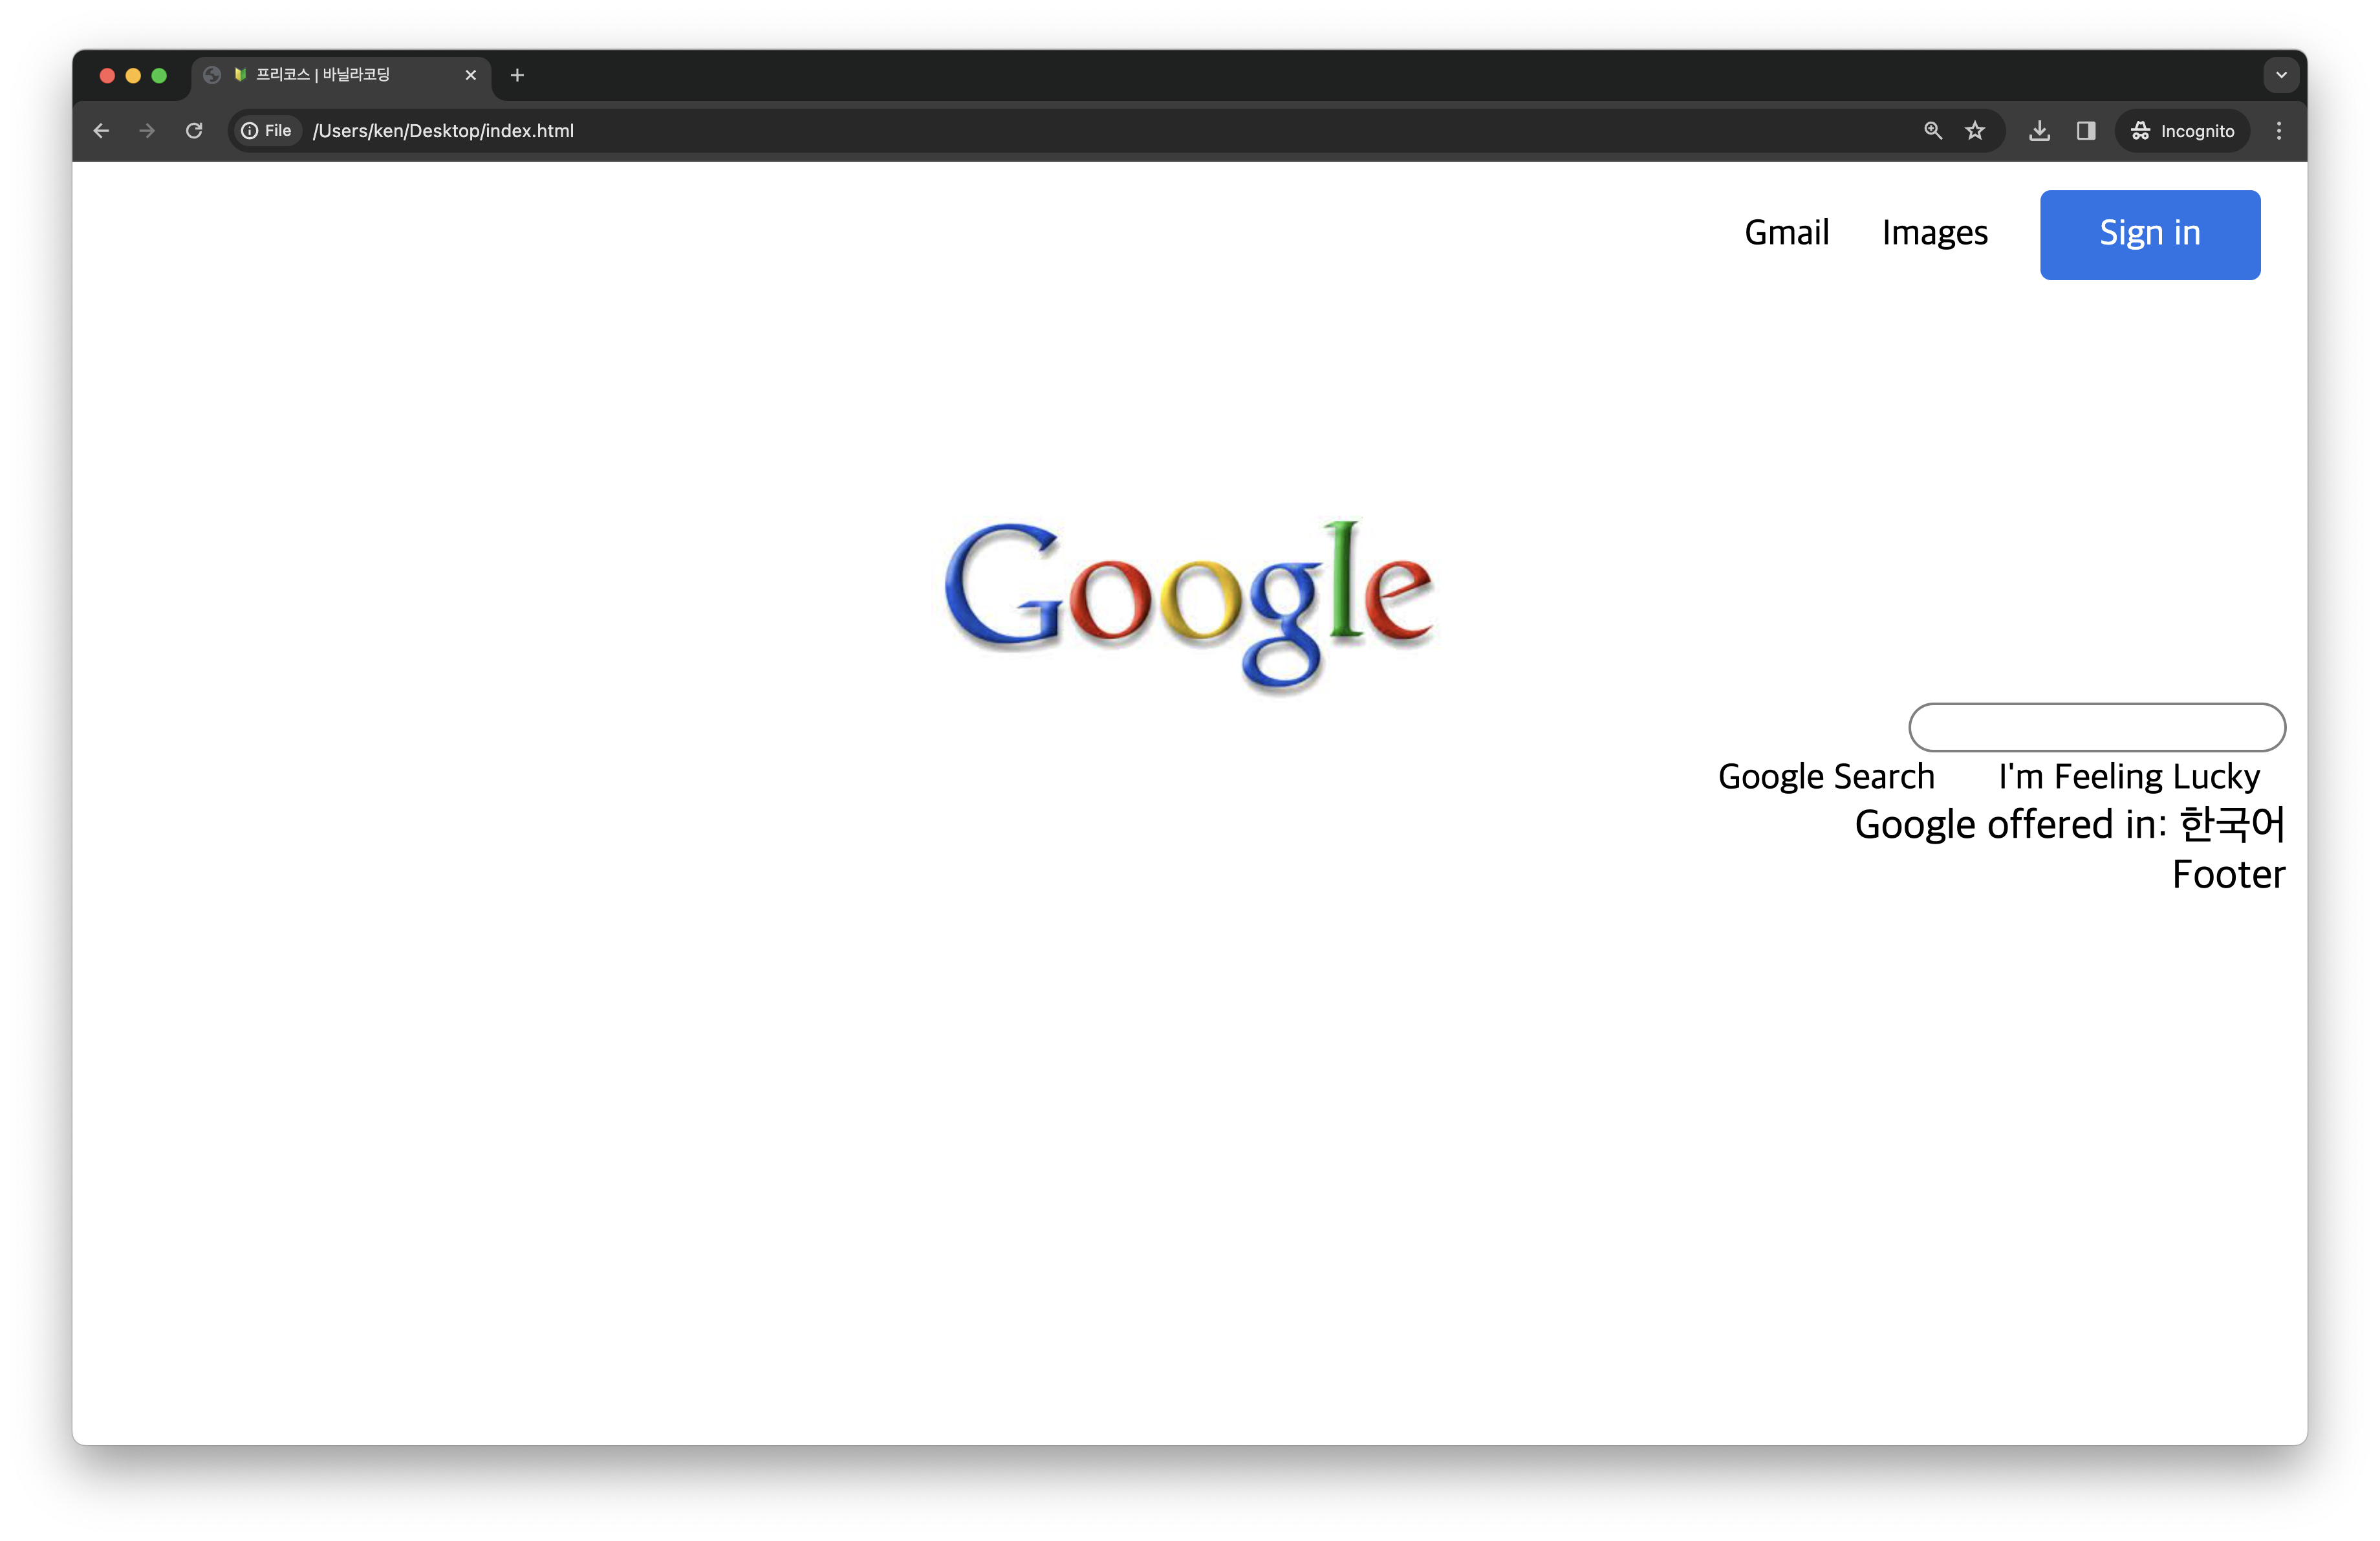 프리코스 | 바닐라코딩
File /Users/ken/Desktop/index.html Incognito
Gmail Images Sign in
Google
Google Search I'm Feeling Lucky
Google offered in: 한국어
Footer